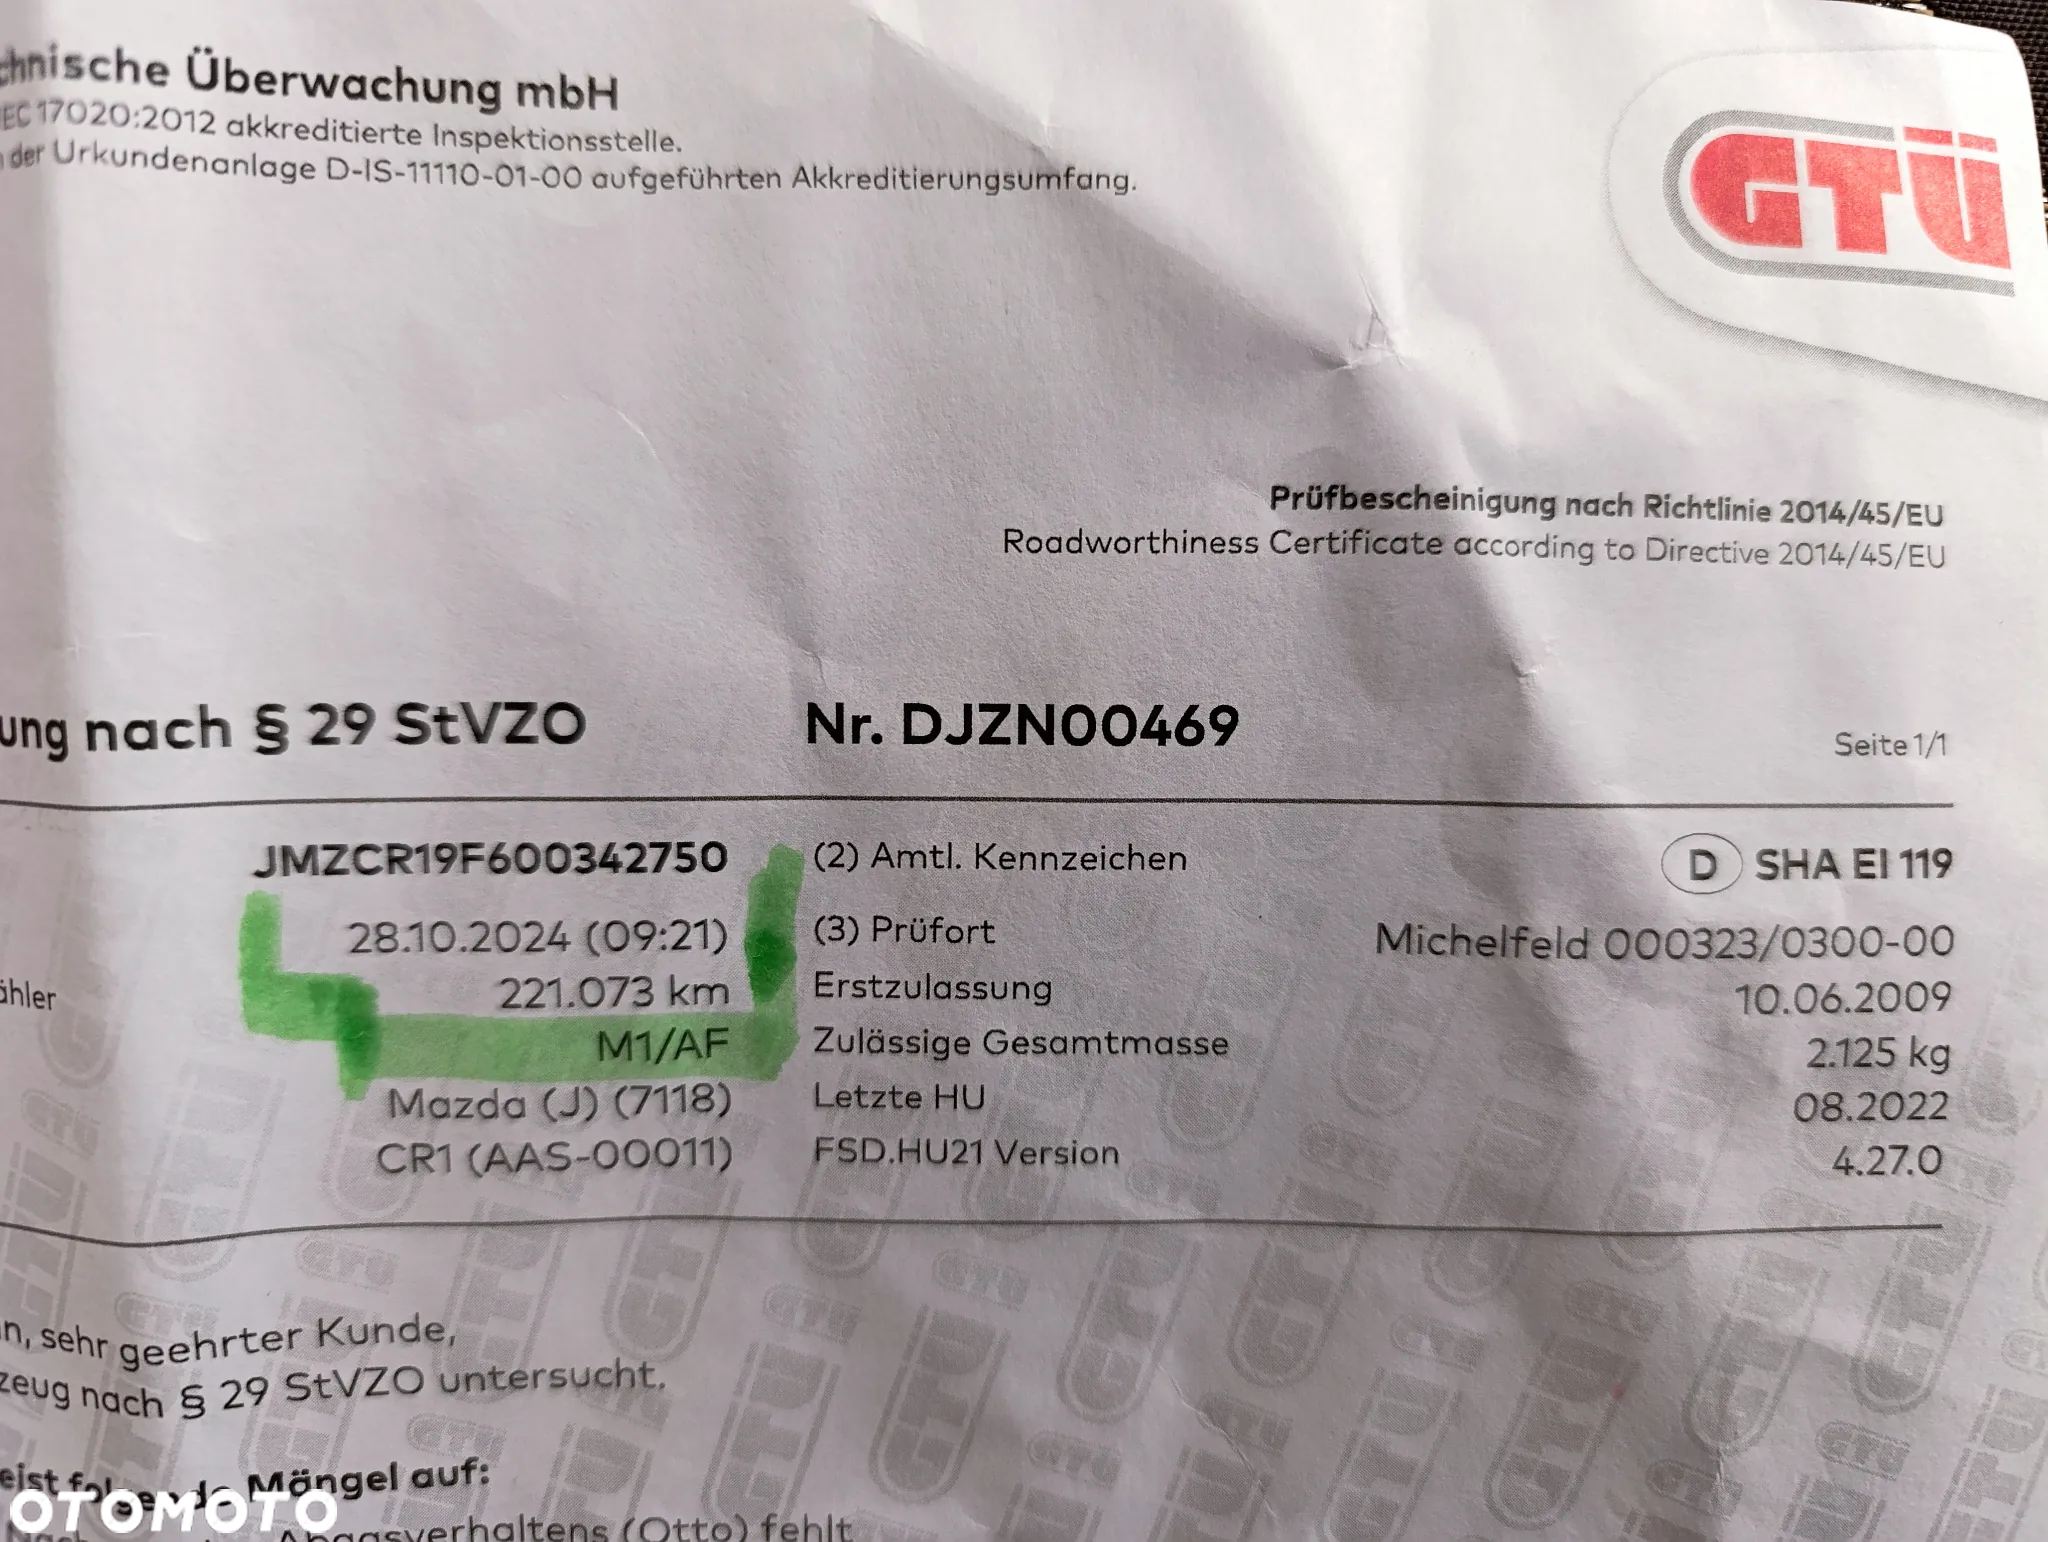 chnische Überwachung mbH
EC 17020:2012 akkreditierte Inspektionsstelle.
der Urkundenanlage D-IS-11110-01-00 aufgeführten Akkreditierungsumfang.
GTÜ
Prüfbescheinigung nach Richtlinie 2014/45/EU
Roadworthiness Certificate according to Directive 2014/45/EU
ung nach § 29 StVZO Nr. DJZN00469 Seite 1/1
JMZCR19F600342750 (2) Amtl. Kennzeichen D SHA EI 119
28.10.2024 (09:21) (3) Prüfort Michelfeld 000323/0300-00
ähler 221.073 km Erstzulassung 10.06.2009
M1/AF Zulässige Gesamtmasse 2.125 kg
Mazda (J) (7118) Letzte HU 08.2022
CR1 (AAS-00011) FSD.HU21 Version 4.27.0
n, sehr geehrter Kunde,
zeug nach § 29 StVZO untersucht.
eist folgende Mängel auf:
OTOMOTO
Abgasverhaltens (Otto) fehlt